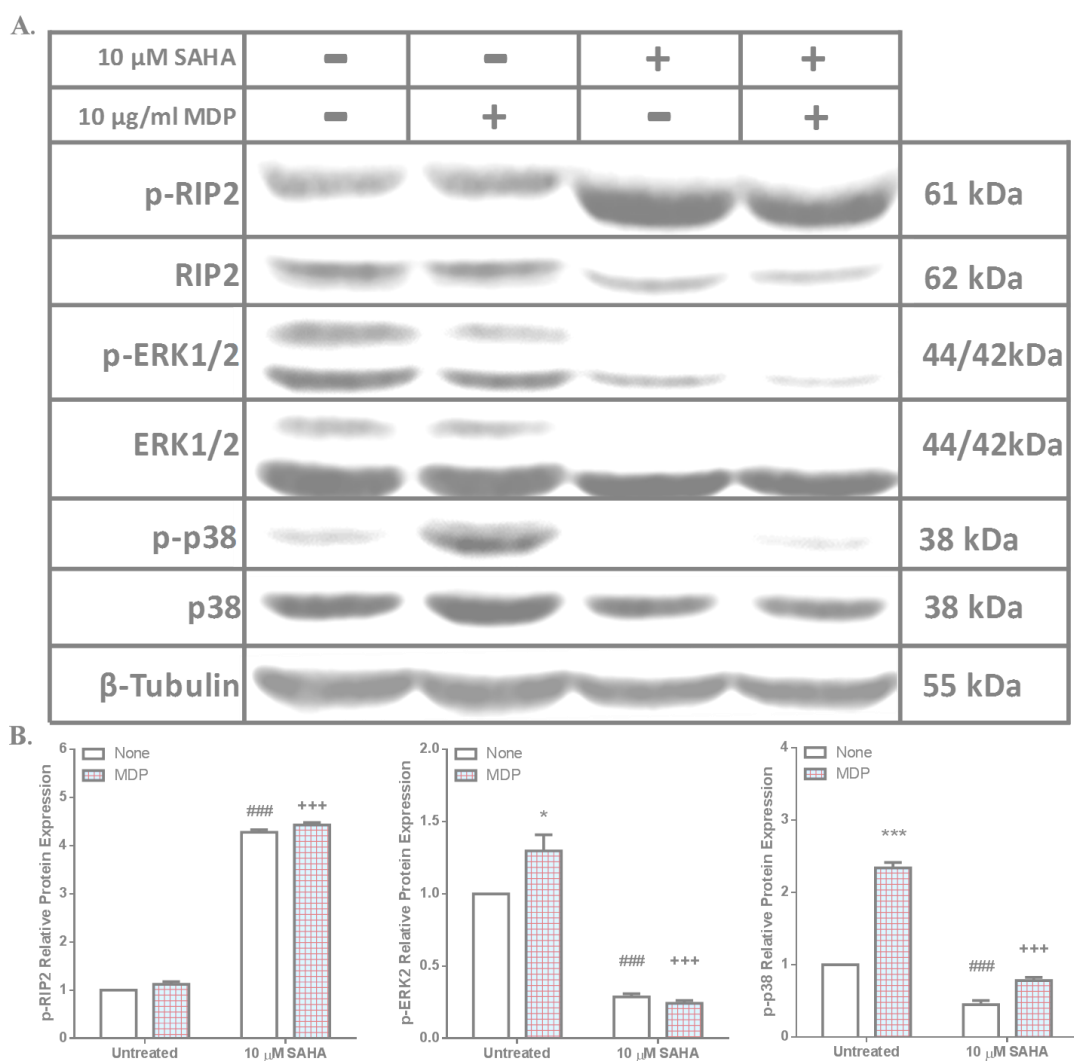 A.
10 µM SAHA - - + +
10 µg/ml MDP - + - +
p-RIP2 61 kDa
RIP2 62 kDa
p-ERK1/2 44/42kDa
ERK1/2 44/42kDa
p-p38 38 kDa
p38 38 kDa
β-Tubulin 55 kDa
B.
p-RIP2 Relative Protein Expression
6
5
4
3
2
1
0
None
MDP
###
+++
Untreated
10 µM SAHA
p-ERK2 Relative Protein Expression
2.0
1.5
1.0
0.5
0.0
None
MDP
*
###
+++
Untreated
10 µM SAHA
p-p38 Relative Protein Expression
4
3
2
1
0
None
MDP
***
###
+++
Untreated
10 µM SAHA